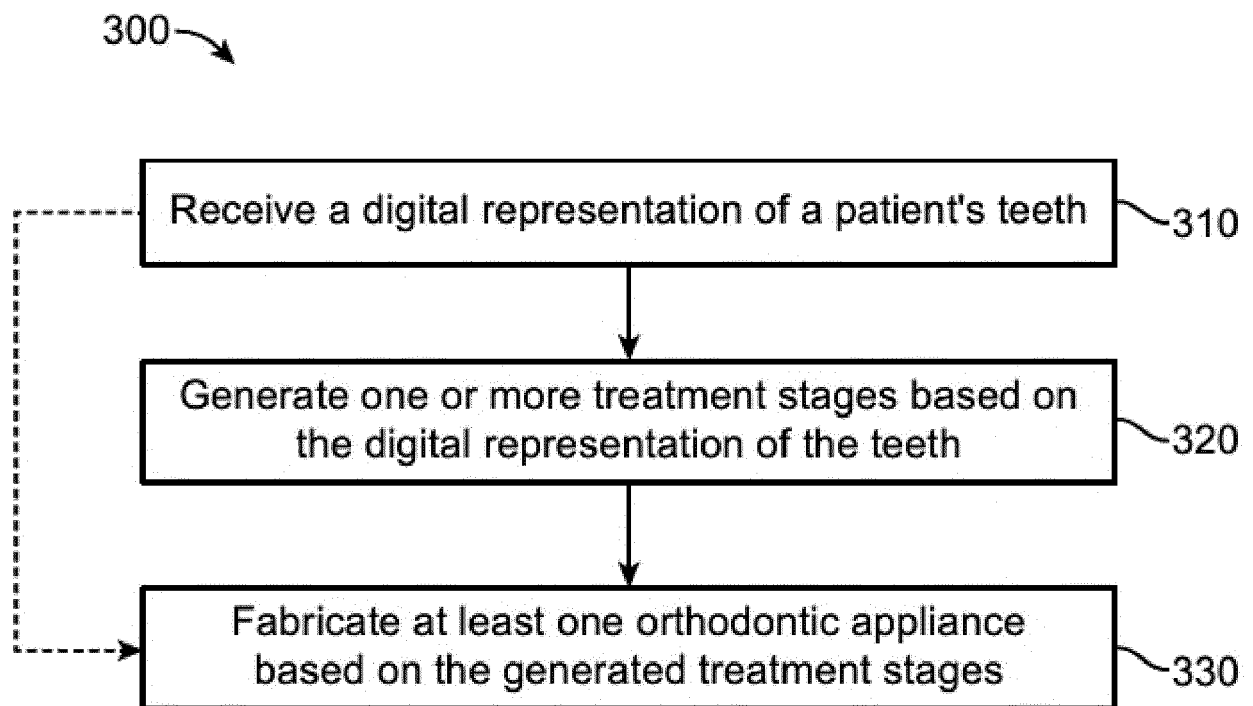 300
Receive a digital representation of a patient's teeth
310
Generate one or more treatment stages based on
the digital representation of the teeth
320
Fabricate at least one orthodontic appliance
based on the generated treatment stages
330